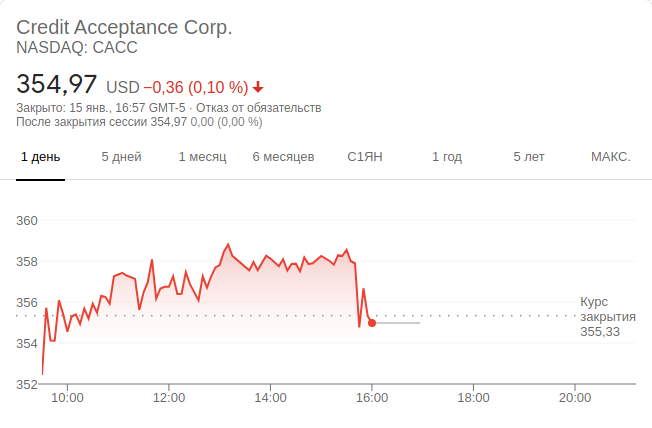 Credit Acceptance Corp.
NASDAQ: CACC
354,97 USD −0,36 (0,10 %)
Закрыто: 15 янв., 16:57 GMT-5 · Отказ от обязательств
После закрытия сессии 354,97 0,00 (0,00 %)
1 день 5 дней 1 месяц 6 месяцев С1ЯН 1 год 5 лет МАКС.
360
358
356
354
352
Курс
закрытия
355,33
10:00 12:00 14:00 16:00 18:00 20:00